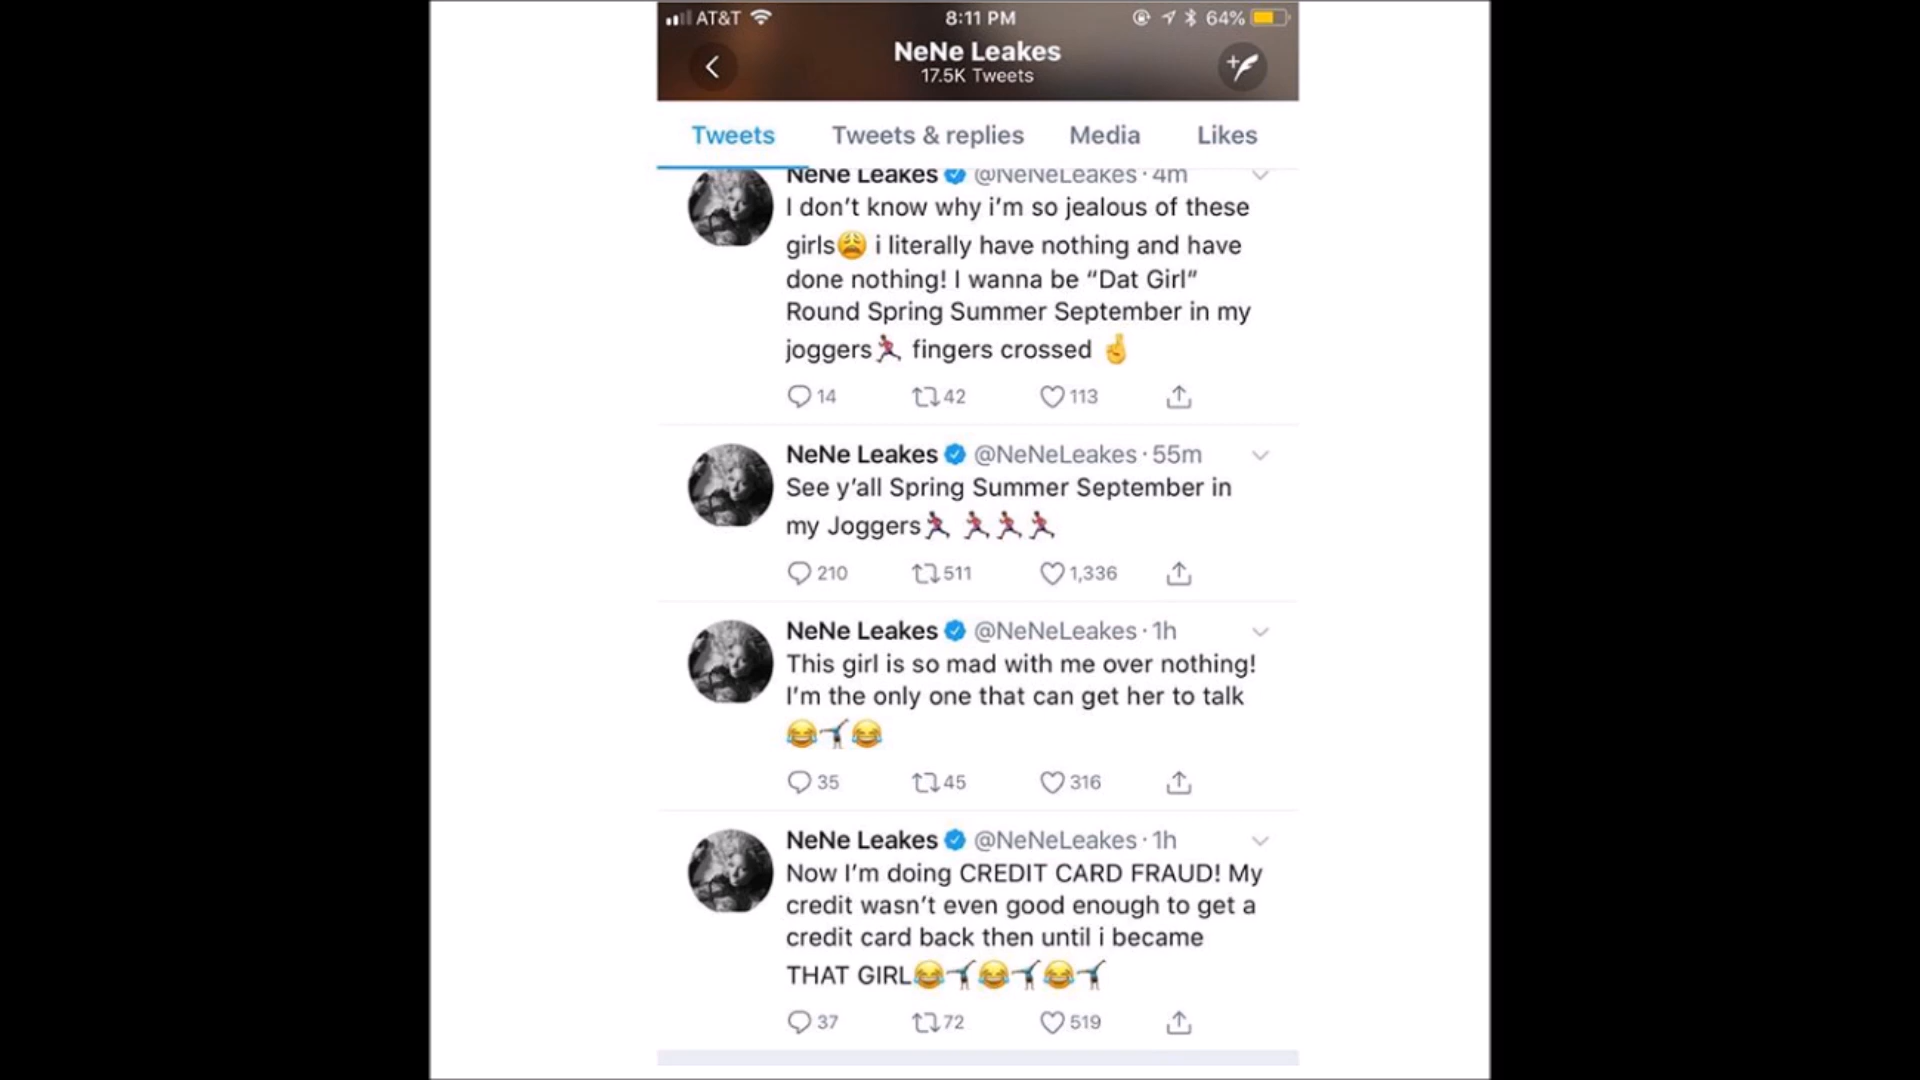 AT&T 8:11 PM 64%
NeNe Leakes
17.5K Tweets
Tweets Tweets & replies Media Likes
NeNe Leakes @NeNeLeakes · 4m
I don’t know why i’m so jealous of these
girls😩 i literally have nothing and have
done nothing! I wanna be “Dat Girl”
Round Spring Summer September in my
joggers🏃🏾 fingers crossed 🤞
14 42 113
NeNe Leakes @NeNeLeakes · 55m
See y’all Spring Summer September in
my Joggers🏃🏾 🏃🏾🏃🏾🏃🏾
210 511 1,336
NeNe Leakes @NeNeLeakes · 1h
This girl is so mad with me over nothing!
I’m the only one that can get her to talk
😂🤸🏾😂
35 45 316
NeNe Leakes @NeNeLeakes · 1h
Now I’m doing CREDIT CARD FRAUD! My
credit wasn’t even good enough to get a
credit card back then until i became
THAT GIRL😂🤸🏾😂🤸🏾😂🤸🏾
37 72 519